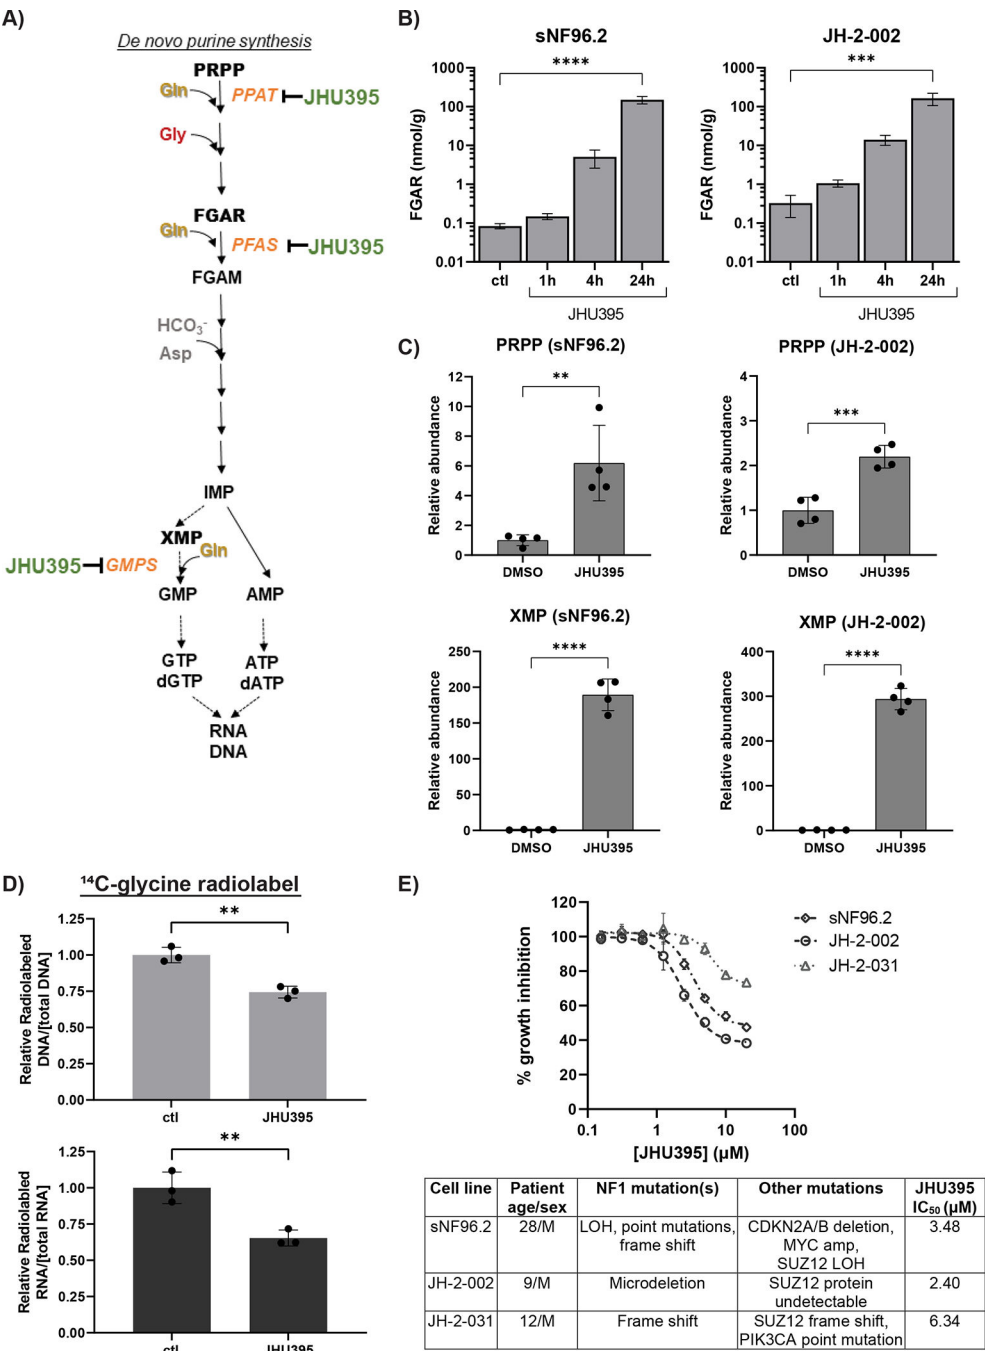 A)
De novo purine synthesis
PRPP
Gln
PPAT
JHU395
Gly
FGAR
Gln
PFAS
JHU395
FGAM
HCO₃⁻
Asp
IMP
XMP
Gln
JHU395
GMPS
GMP
AMP
GTP
dGTP
ATP
dATP
RNA
DNA
B)
sNF96.2
****
FGAR (nmol/g)
1000
100
10
1
0.1
0.01
ctl
1h
4h
24h
JHU395
JH-2-002
***
FGAR (nmol/g)
1000
100
10
1
0.1
0.01
ctl
1h
4h
24h
JHU395
C)
PRPP (sNF96.2)
**
Relative abundance
12
10
8
6
4
2
0
DMSO
JHU395
PRPP (JH-2-002)
***
Relative abundance
4
3
2
1
0
DMSO
JHU395
XMP (sNF96.2)
****
Relative abundance
250
200
150
100
50
0
DMSO
JHU395
XMP (JH-2-002)
****
Relative abundance
400
300
200
100
0
DMSO
JHU395
D)
¹⁴C-glycine radiolabel
**
Relative Radiolabeled
DNA/[total DNA]
1.25
1.00
0.75
0.50
0.25
0.00
ctl
JHU395
**
Relative Radiolabeled
RNA/[total RNA]
1.25
1.00
0.75
0.50
0.25
0.00
ctl
JHU395
E)
% growth inhibition
120
100
80
60
40
20
0
0.1
1
10
100
[JHU395] (µM)
sNF96.2
JH-2-002
JH-2-031
Cell line
Patient
age/sex
NF1 mutation(s)
Other mutations
JHU395
IC₅₀ (µM)
sNF96.2
28/M
LOH, point mutations,
frame shift
CDKN2A/B deletion,
MYC amp,
SUZ12 LOH
3.48
JH-2-002
9/M
Microdeletion
SUZ12 protein
undetectable
2.40
JH-2-031
12/M
Frame shift
SUZ12 frame shift,
PIK3CA point mutation
6.34